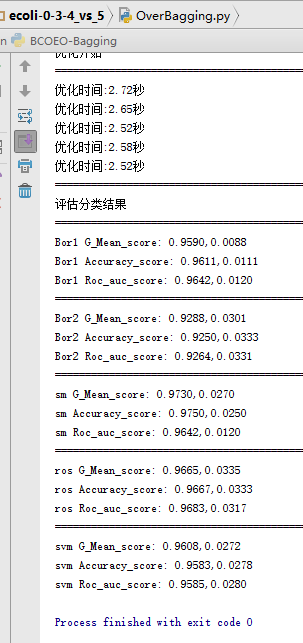 ecoli-0-3-4_vs_5 OverBagging.py
n BCOEO-Bagging
优化开始
优化时间:2.72秒
优化时间:2.65秒
优化时间:2.52秒
优化时间:2.58秒
优化时间:2.52秒
评估分类结果
Bor1 G_Mean_score: 0.9590,0.0088
Bor1 Accuracy_score: 0.9611,0.0111
Bor1 Roc_auc_score: 0.9642,0.0120
Bor2 G_Mean_score: 0.9288,0.0301
Bor2 Accuracy_score: 0.9250,0.0333
Bor2 Roc_auc_score: 0.9264,0.0331
sm G_Mean_score: 0.9730,0.0270
sm Accuracy_score: 0.9750,0.0250
sm Roc_auc_score: 0.9642,0.0120
ros G_Mean_score: 0.9665,0.0335
ros Accuracy_score: 0.9667,0.0333
ros Roc_auc_score: 0.9683,0.0317
svm G_Mean_score: 0.9608,0.0272
svm Accuracy_score: 0.9583,0.0278
svm Roc_auc_score: 0.9585,0.0280
Process finished with exit code 0